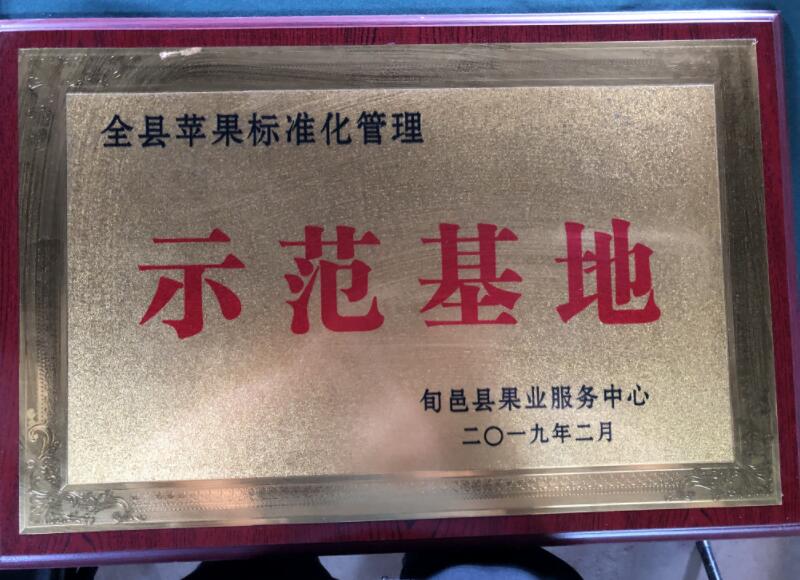 全县苹果标准化管理
示范基地
旬邑县果业服务中心
二〇一九年二月